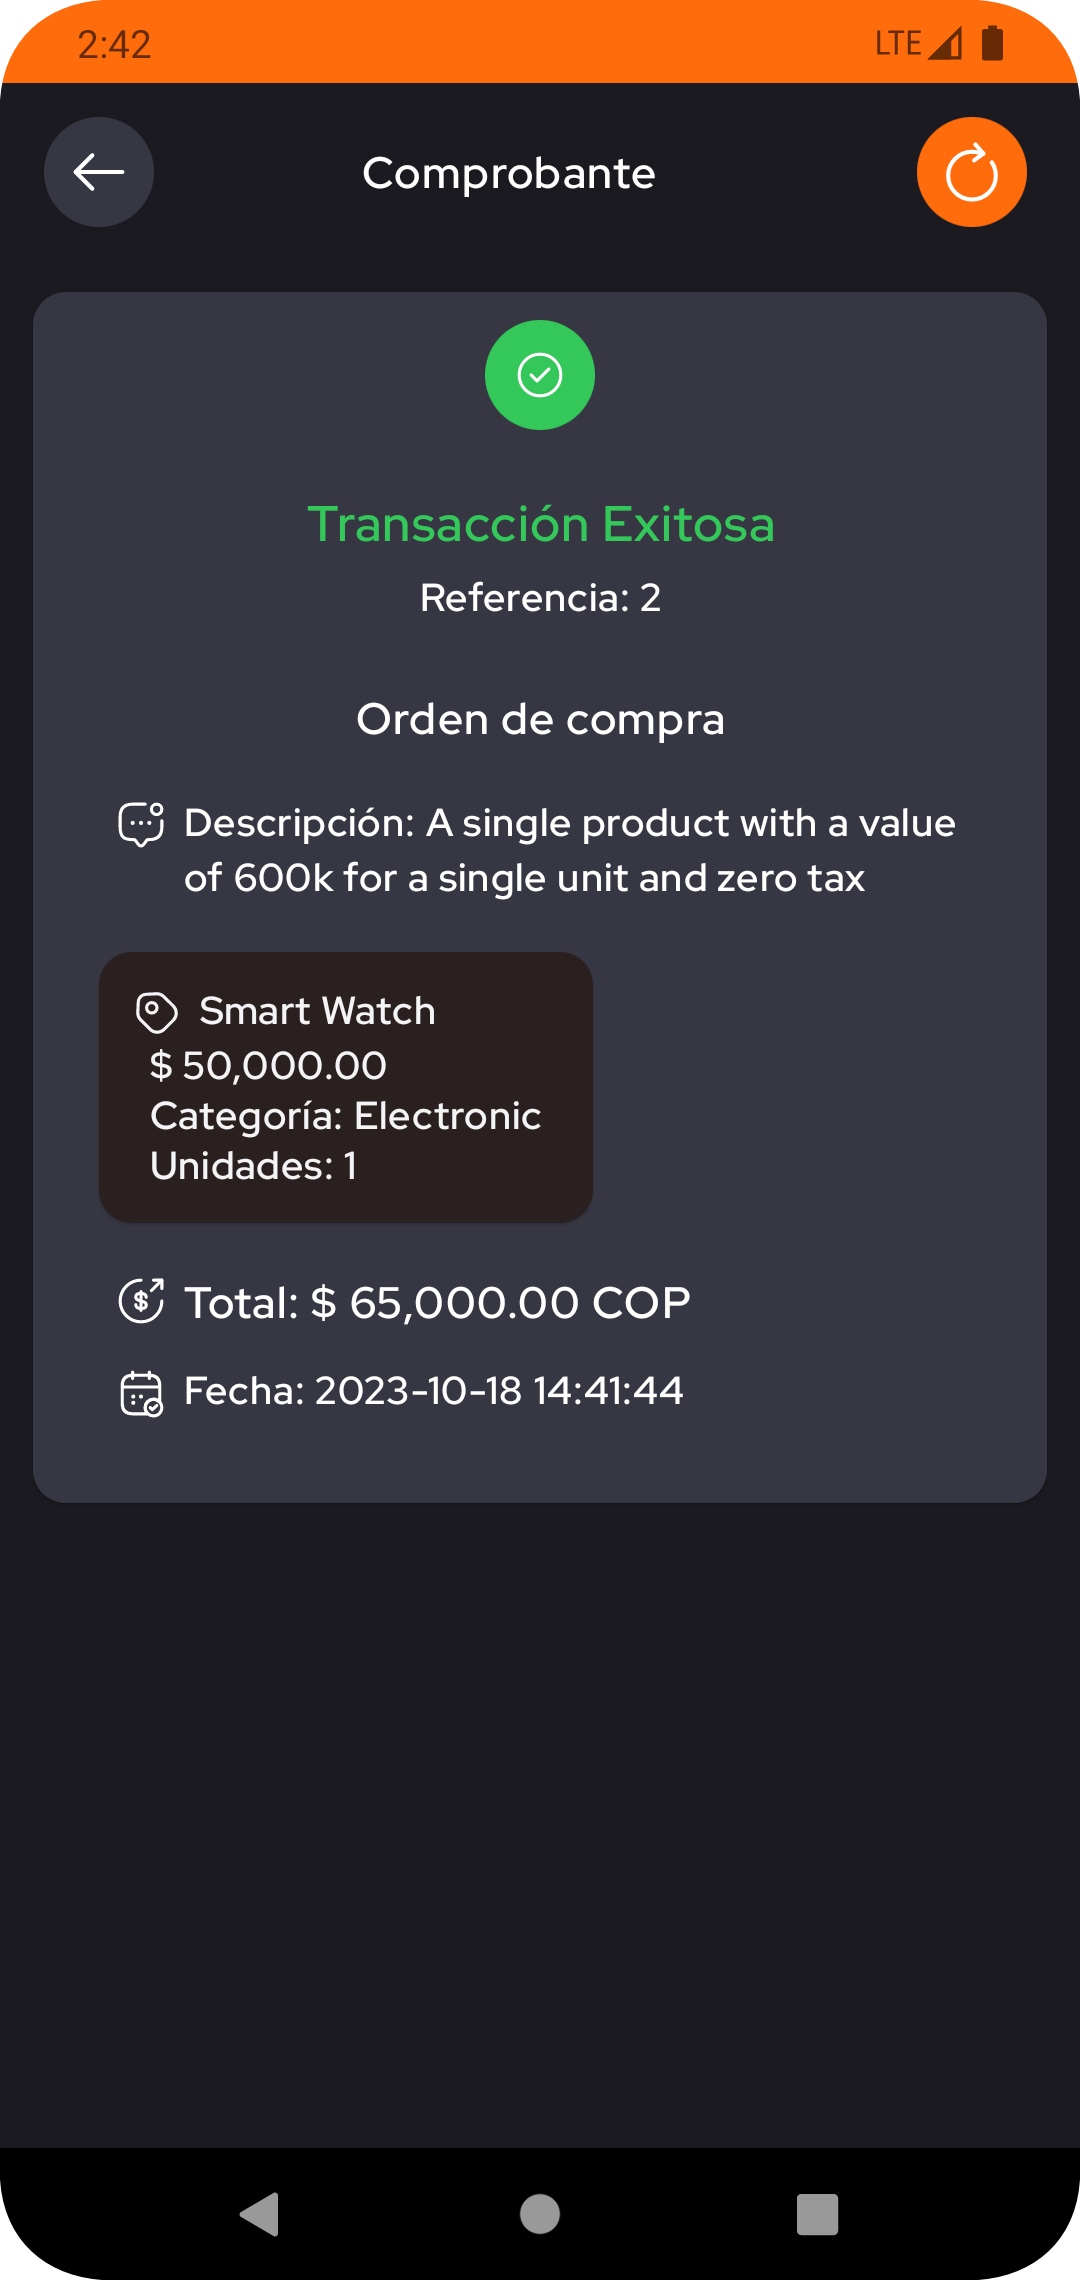 2:42 LTE
Comprobante
Transacción Exitosa
Referencia: 2
Orden de compra
Descripción: A single product with a value
of 600k for a single unit and zero tax
Smart Watch
$ 50,000.00
Categoría: Electronic
Unidades: 1
Total: $ 65,000.00 COP
Fecha: 2023-10-18 14:41:44